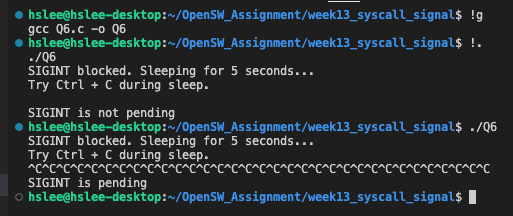 hslee@hslee-desktop:~/OpenSW_Assignment/week13_syscall_signal$ !g
gcc Q6.c -o Q6
hslee@hslee-desktop:~/OpenSW_Assignment/week13_syscall_signal$ !.
./Q6
SIGINT blocked. Sleeping for 5 seconds...
Try Ctrl + C during sleep.
SIGINT is not pending
hslee@hslee-desktop:~/OpenSW_Assignment/week13_syscall_signal$ ./Q6
SIGINT blocked. Sleeping for 5 seconds...
Try Ctrl + C during sleep.
^C^C^C^C^C^C^C^C^C^C^C^C^C^C^C^C^C^C^C^C^C^C^C^C^C^C^C^C^C^C^C^C^C
SIGINT is pending
hslee@hslee-desktop:~/OpenSW_Assignment/week13_syscall_signal$